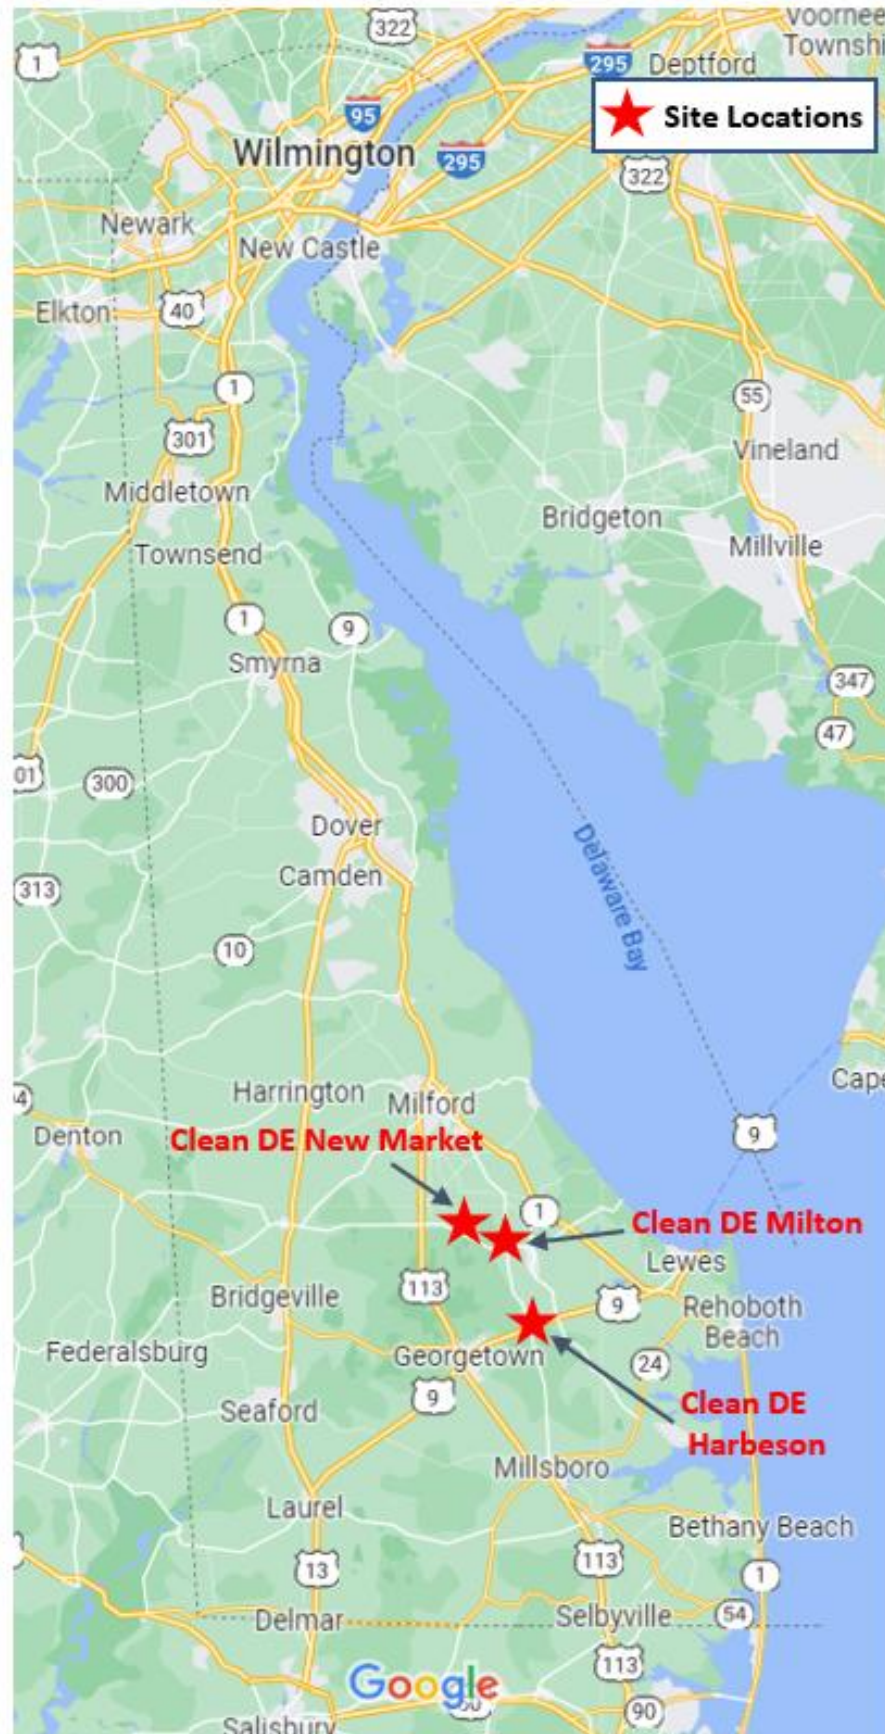 322
Voorhee
Townshi
1
295
Deptford
Site Locations
95
Wilmington
295
322
Newark
New Castle
Elkton
40
1
55
301
Vineland
Middletown
Bridgeton
Millville
Townsend
1
9
Smyrna
347
47
01
300
Dover
Camden
313
Delaware Bay
10
Harrington
Milford
Cape
4
Denton
Clean DE New Market
9
1
Clean DE Milton
Lewes
113
Bridgeville
9
Rehoboth
Beach
Federalsburg
Georgetown
24
9
Seaford
Clean DE
Harbeson
Millsboro
Laurel
Bethany Beach
113
13
1
Delmar
Selbyville
54
113
Google
90
Salisbury